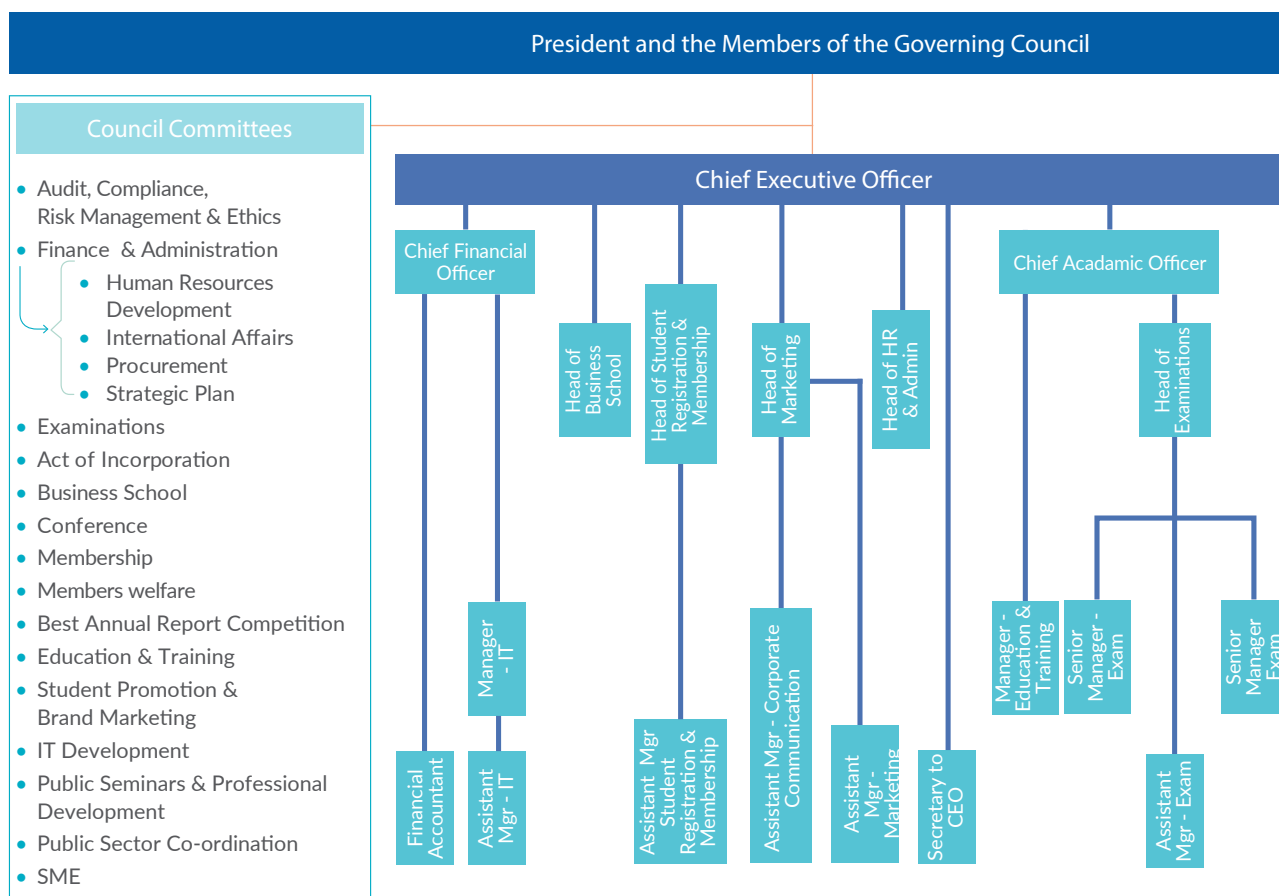 President and the Members of the Governing Council
Council Committees
• Audit, Compliance,
Risk Management & Ethics
• Finance & Administration
• Human Resources
Development
• International Affairs
• Procurement
• Strategic Plan
• Examinations
• Act of Incorporation
• Business School
• Conference
• Membership
• Members welfare
• Best Annual Report Competition
• Education & Training
• Student Promotion &
Brand Marketing
• IT Development
• Public Seminars & Professional
Development
• Public Sector Co-ordination
• SME
Chief Executive Officer
Chief Financial
Officer
Chief Acadamic Officer
Head of
Business
School
Head of Student
Registration &
Membership
Head of
Marketing
Head of HR
& Admin
Head of
Examinations
Manager
- IT
Manager -
Education &
Training
Senior
Manager -
Exam
Senior
Manager
Exam
Financial
Accountant
Assistant
Mgr - IT
Assistant Mgr
Student
Registration &
Membership
Assistant Mgr - Corporate
Communication
Assistant
Mgr -
Marketing
Secretary to
CEO
Assistant
Mgr - Exam